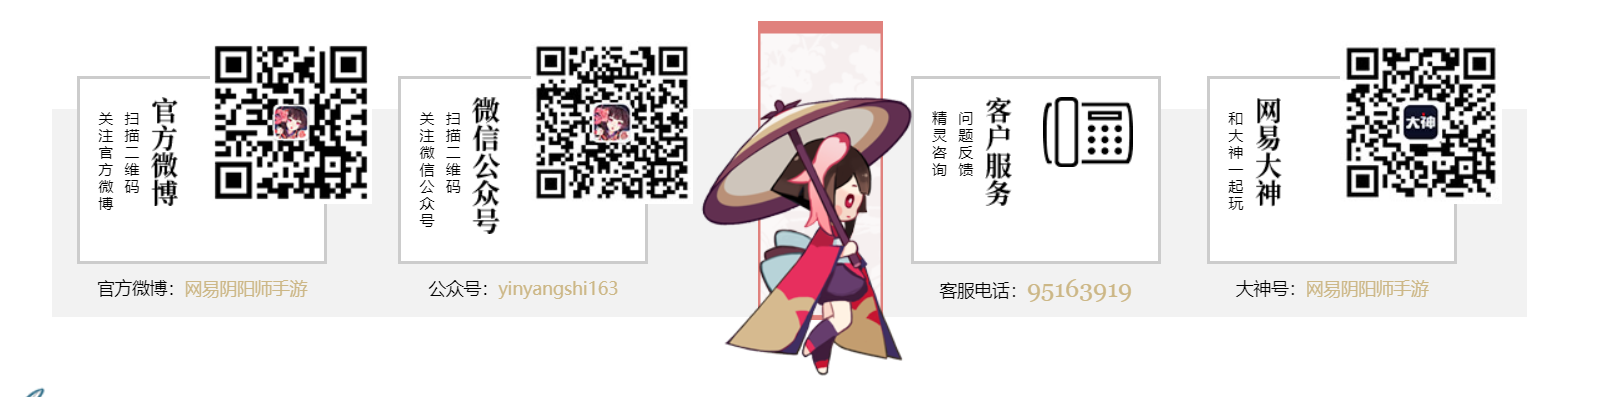 官方微博
扫描二维码
关注官方微博
官方微博：网易阴阳师手游
微信公众号
扫描二维码
关注微信公众号
公众号：yinyangshi163
客户服务
问题反馈
精灵咨询
客服电话：95163919
网易大神
和大神一起玩
大神
大神号：网易阴阳师手游